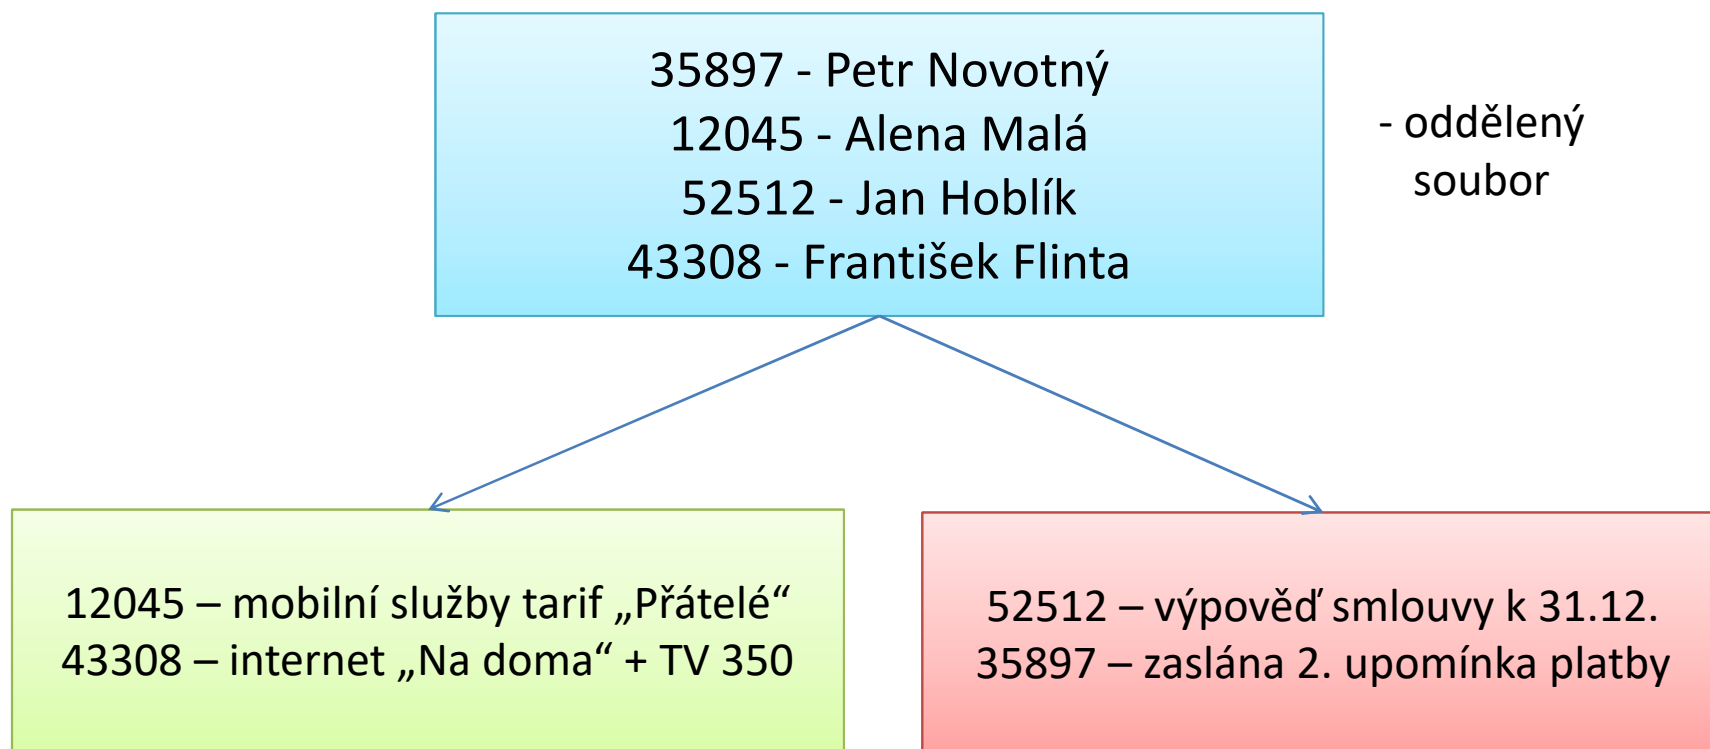 35897 - Petr Novotný
12045 - Alena Malá
52512 - Jan Hoblík
43308 - František Flinta
- oddělený
soubor
12045 – mobilní služby tarif „Přátelé“
43308 – internet „Na doma“ + TV 350
52512 – výpověď smlouvy k 31.12.
35897 – zaslána 2. upomínka platby